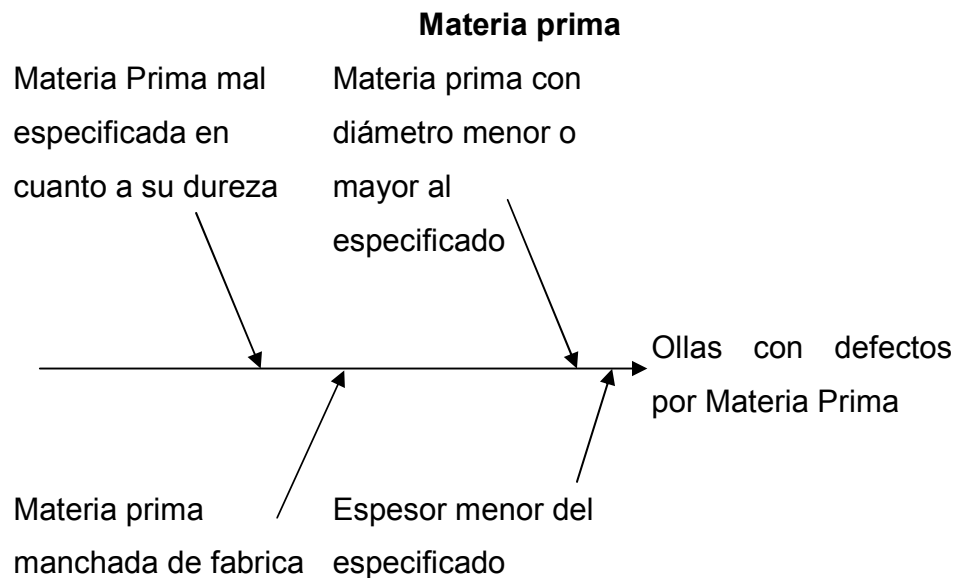 Materia prima
Materia Prima mal
especificada en
cuanto a su dureza
Materia prima con
diámetro menor o
mayor al
especificado
Ollas con defectos
por Materia Prima
Materia prima
manchada de fabrica
Espesor menor del
especificado